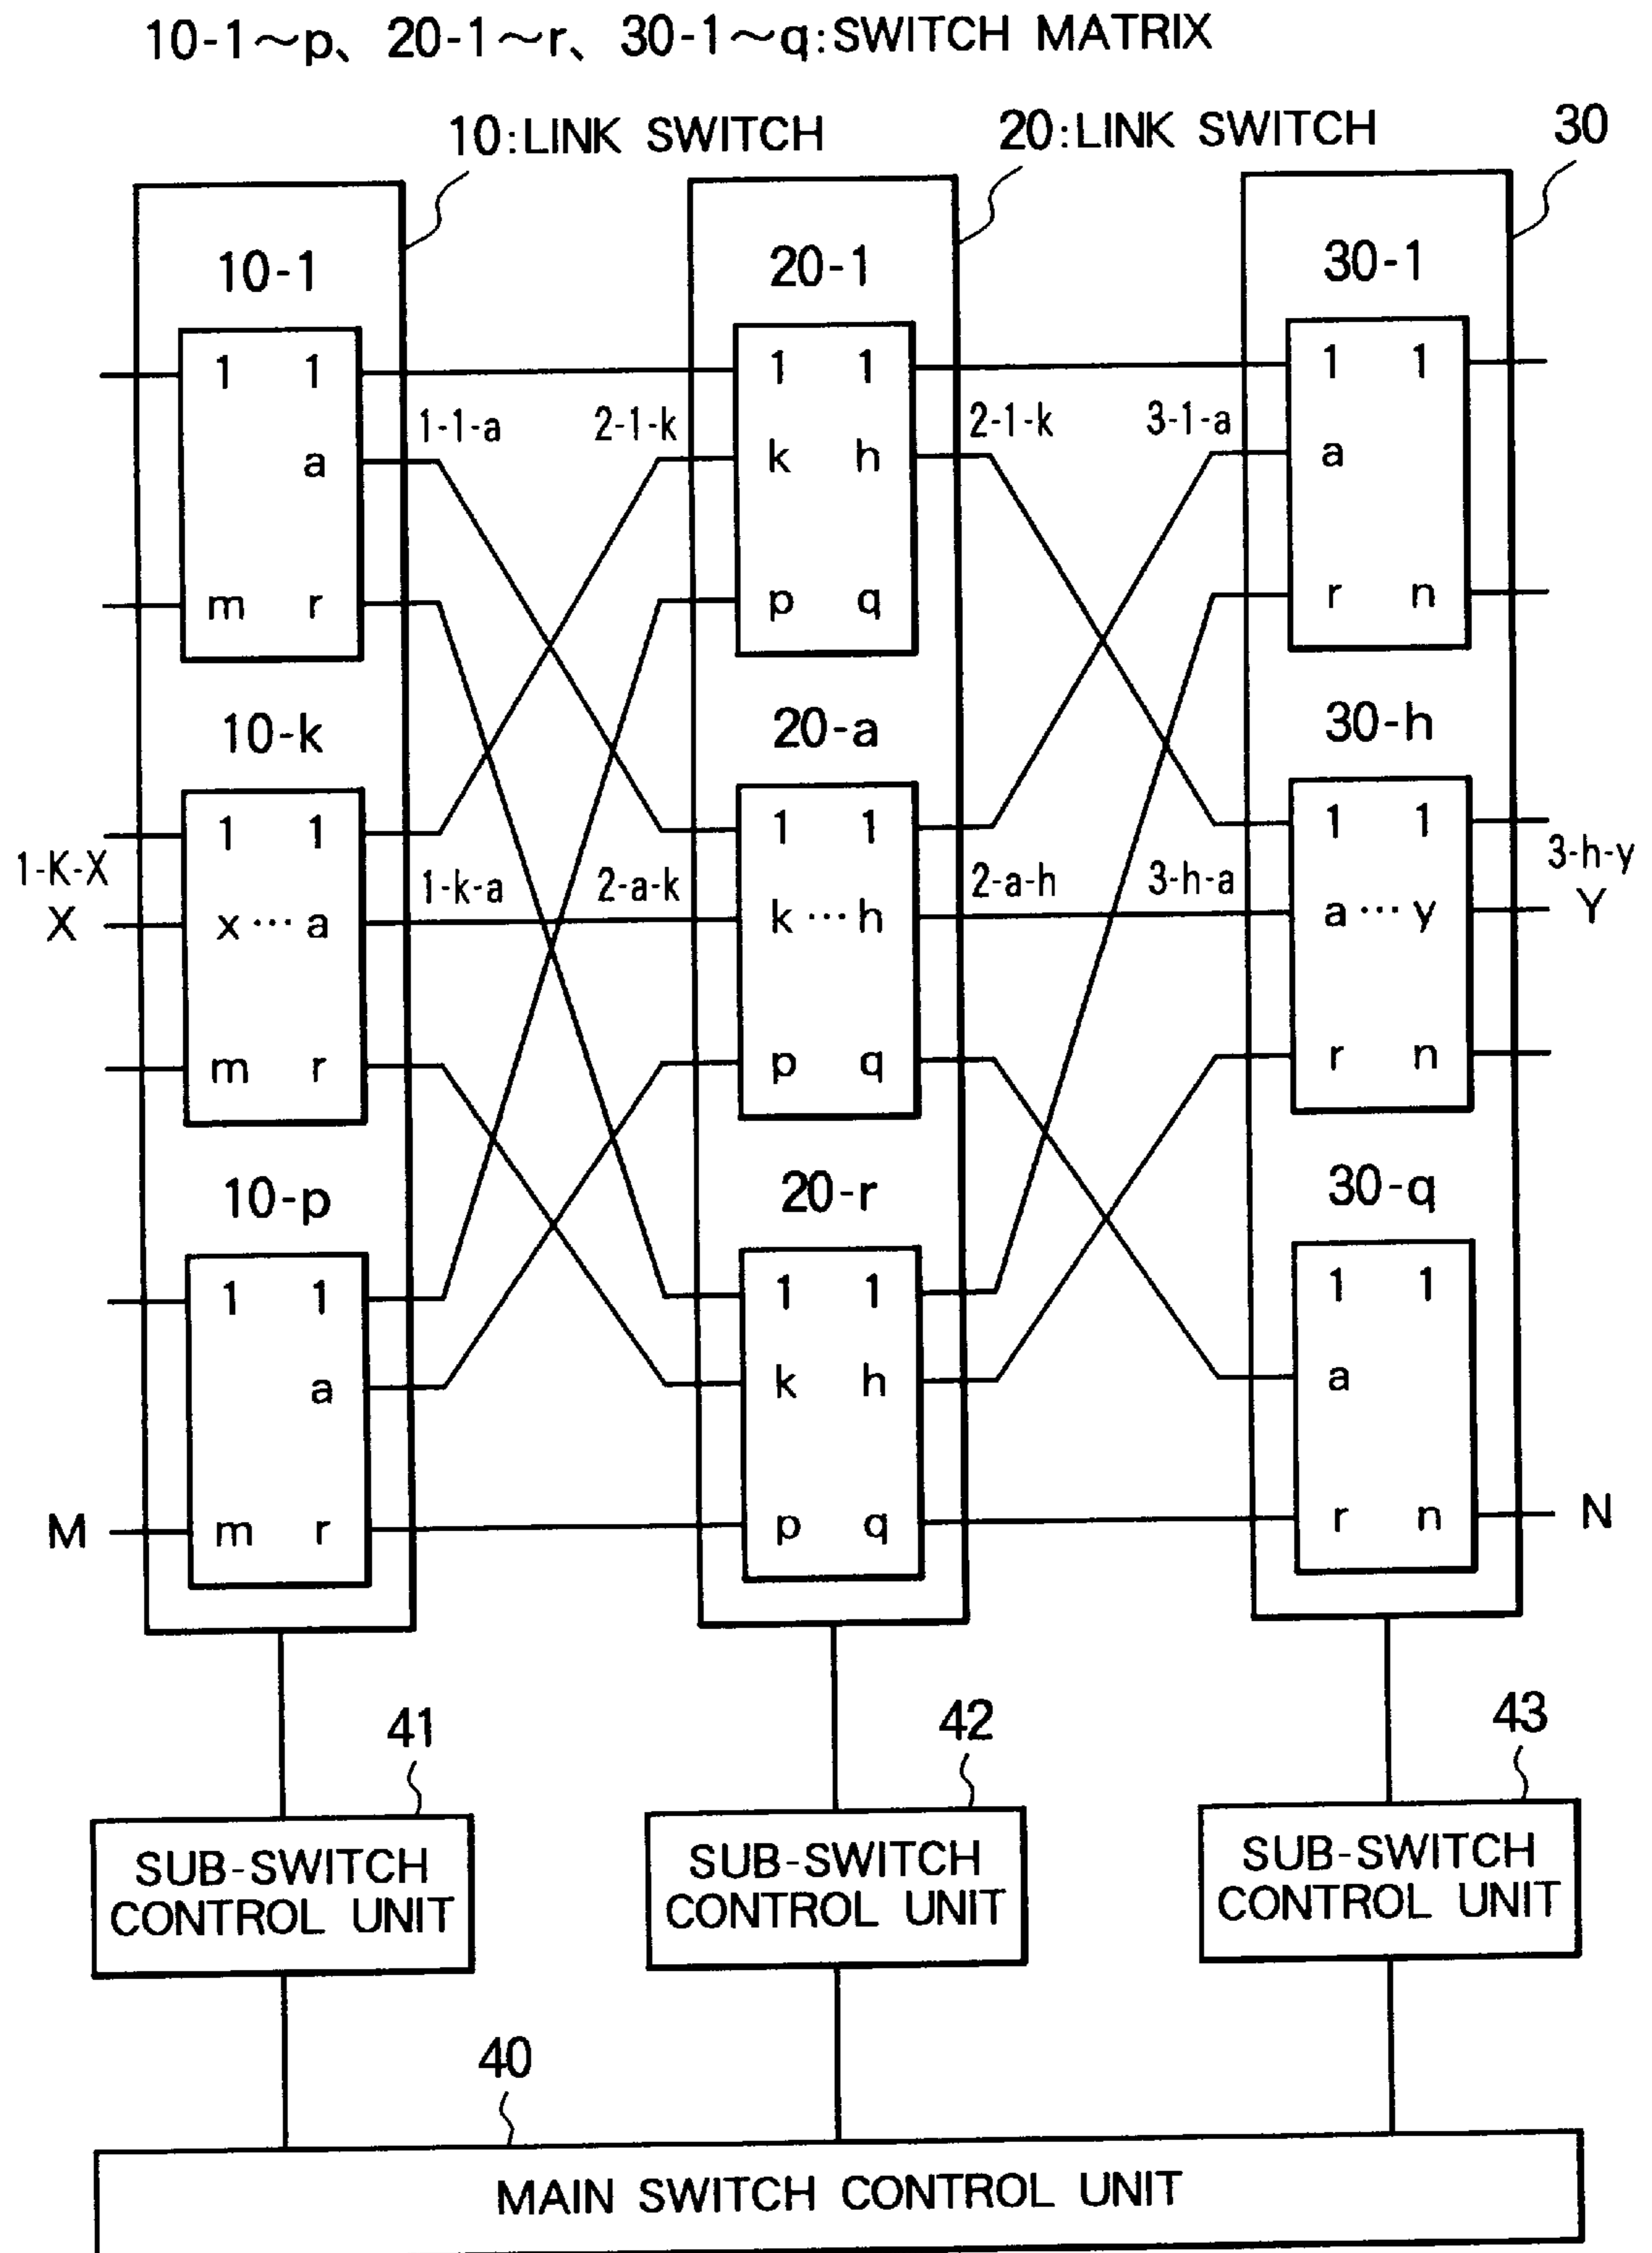 10-1～p、20-1～r、30-1～q:SWITCH MATRIX
10:LINK SWITCH
20:LINK SWITCH
30
10-1
20-1
30-1
1 1
1 1
1 1
1-1-a
2-1-k
2-1-k
3-1-a
a
k h
a
m r
p q
r n
10-k
20-a
30-h
1 1
1 1
1 1
1-K-X
1-k-a
2-a-k
2-a-h
3-h-a
3-h-y
X
x…a
k…h
a…y
Y
m r
p q
r n
10-p
20-r
30-q
1 1
1 1
1 1
a
k h
a
M
m r
p q
r n
N
41
42
43
SUB-SWITCH
CONTROL UNIT
SUB-SWITCH
CONTROL UNIT
SUB-SWITCH
CONTROL UNIT
40
MAIN SWITCH CONTROL UNIT